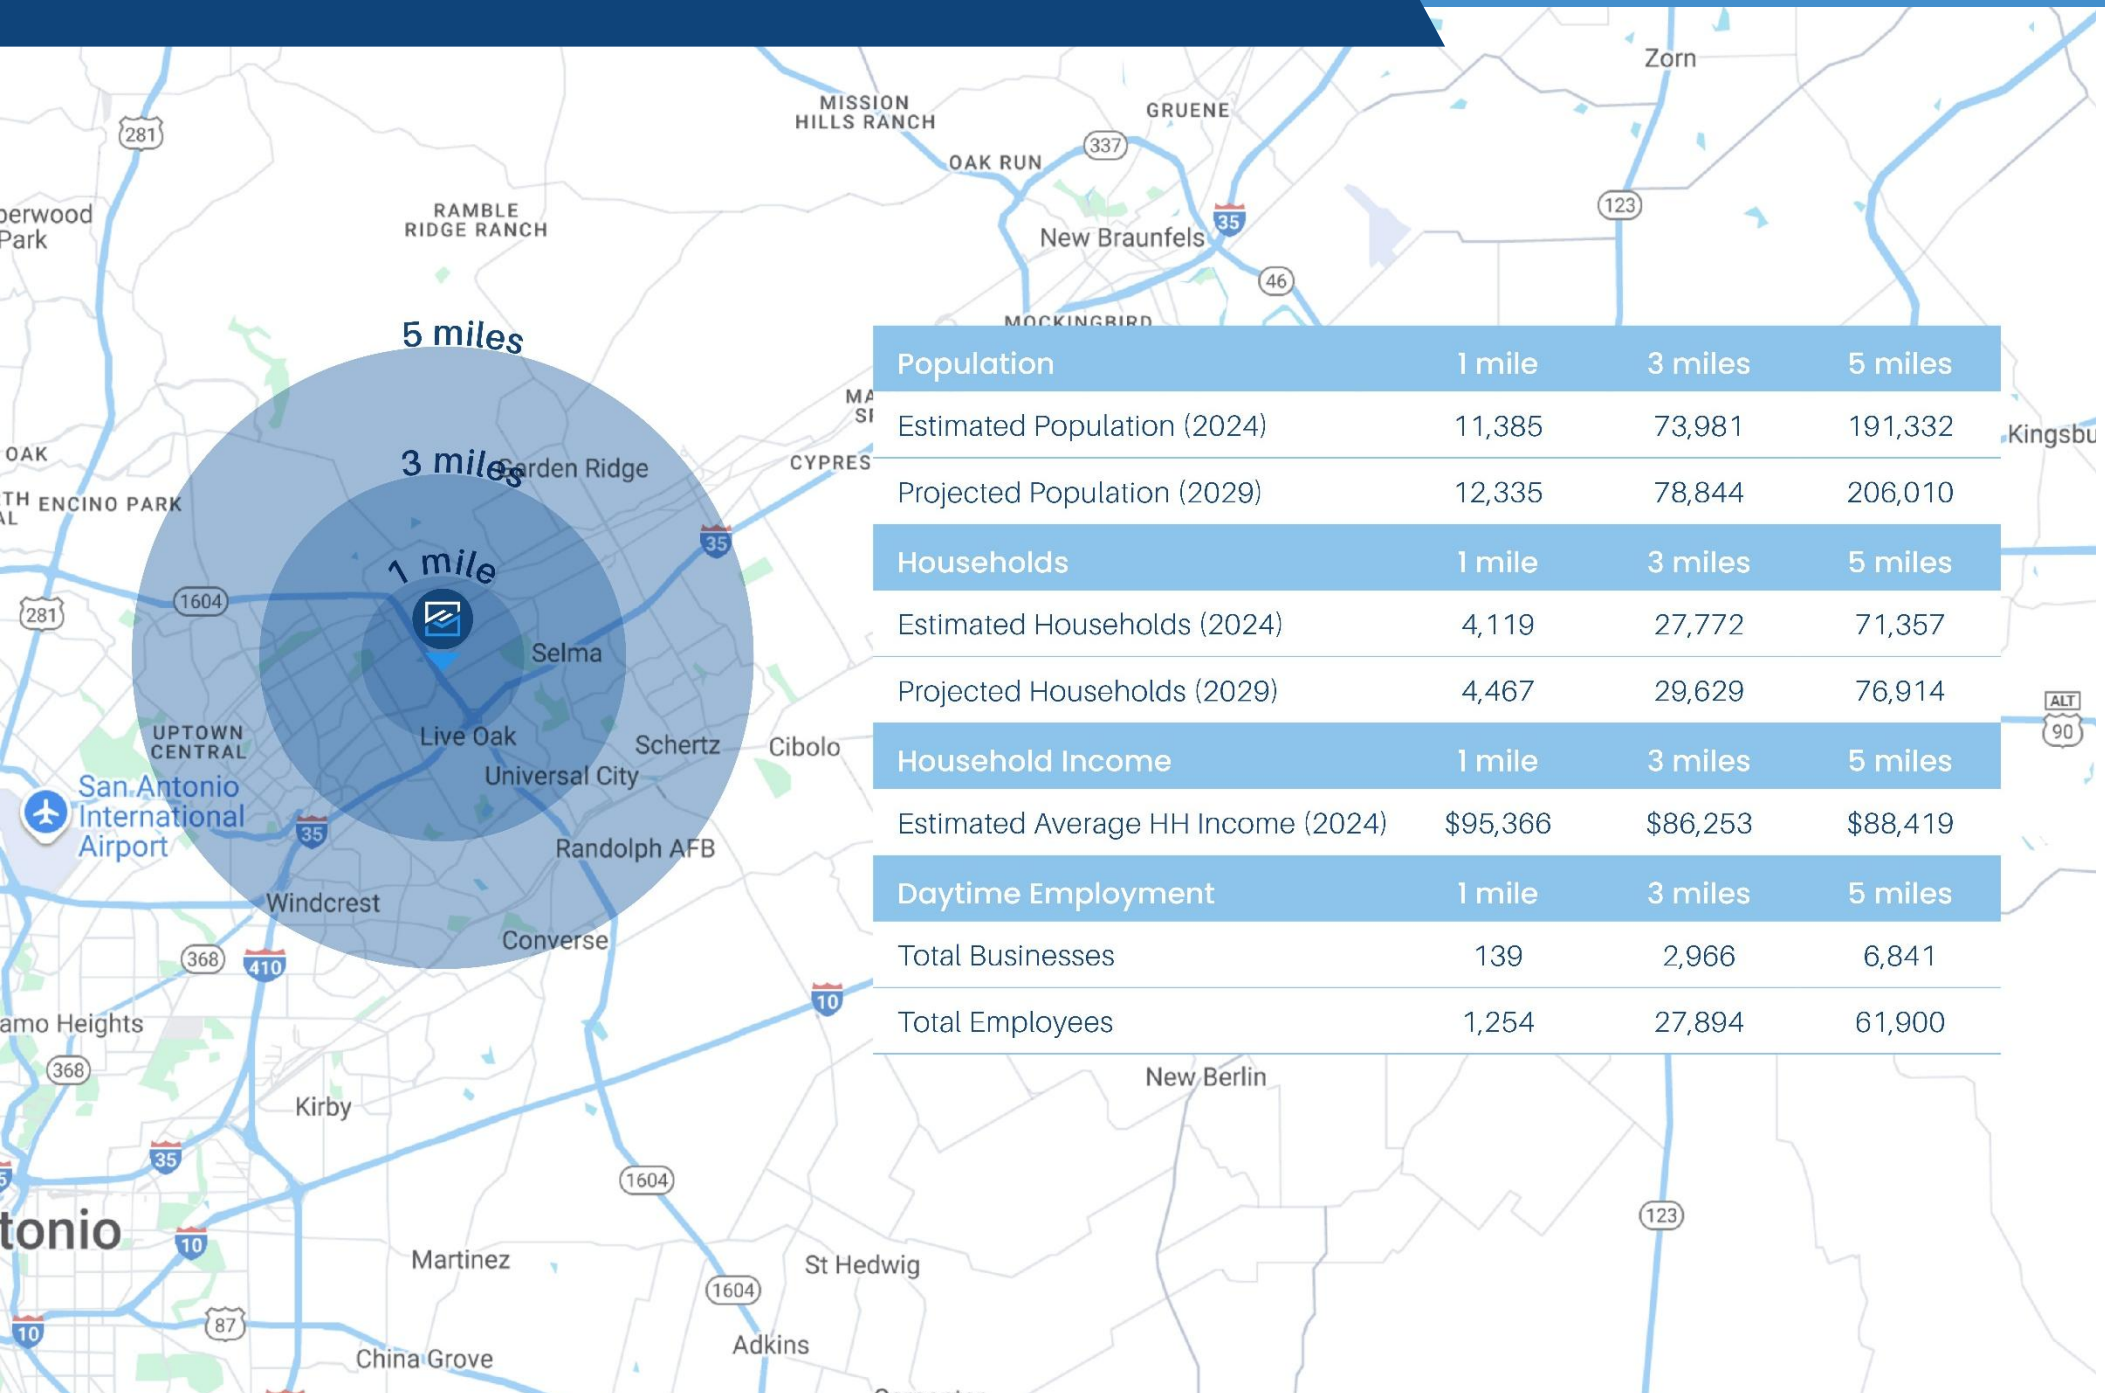 Zorn
MISSION
HILLS RANCH
GRUENE
281
337
OAK RUN
RAMBLE
RIDGE RANCH
123
35
New Braunfels
perwood
Park
46
MOCKINGBIRD
5 miles
Population 1 mile 3 miles 5 miles
Estimated Population (2024) 11,385 73,981 191,332
Projected Population (2029) 12,335 78,844 206,010
Households 1 mile 3 miles 5 miles
Estimated Households (2024) 4,119 27,772 71,357
Projected Households (2029) 4,467 29,629 76,914
Household Income 1 mile 3 miles 5 miles
Estimated Average HH Income (2024) $95,366 $86,253 $88,419
Daytime Employment 1 mile 3 miles 5 miles
Total Businesses 139 2,966 6,841
Total Employees 1,254 27,894 61,900
Kingsbu
OAK
3 miles
Garden Ridge
CYPRES
TH ENCINO PARK
AL
35
1 mile
1604
281
Selma
ALT
90
UPTOWN
CENTRAL
Live Oak
Schertz
Cibolo
Universal City
San Antonio
International
Airport
35
Randolph AFB
Windcrest
Converse
368
410
10
amo Heights
368
New Berlin
Kirby
35
1604
tonio
10
123
Martinez
St Hedwig
1604
87
10
Adkins
China Grove